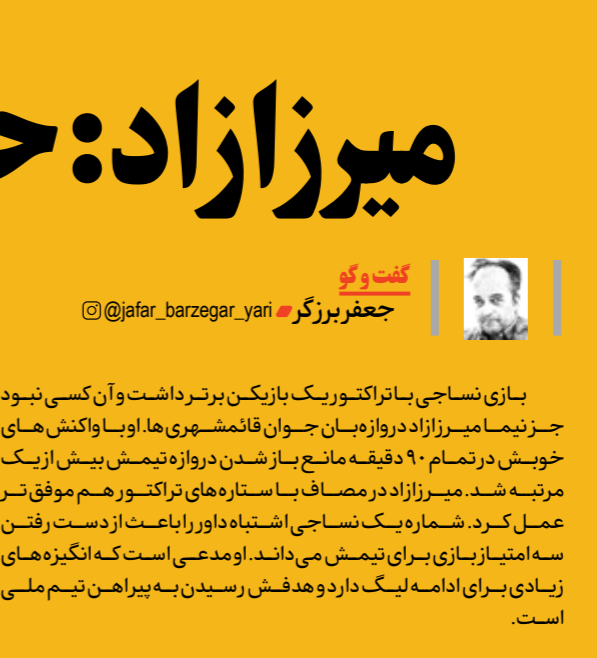 میرزازاد: ح
گفت و گو
جعفر برزگر @jafar_barzegar_yari
بازی نساجی با تراکتور یک بازیکن برتر داشت و آن کسی نبود
جز نیما میرزازاد دروازه‌بان جوان قائمشهری‌ها. او با واکنش‌های
خوبش در تمام ۹۰ دقیقه مانع باز شدن دروازه تیمش بیش از یک
مرتبه شد. میرزازاد در مصاف با ستاره‌های تراکتور هم موفق‌تر
عمل کرد. شماره یک نساجی اشتباه داور را باعث از دست رفتن
سه امتیاز بازی برای تیمش می‌داند. او مدعی است که انگیزه‌های
زیادی برای ادامه لیگ دارد و هدفش رسیدن به پیراهن تیم ملی
است.